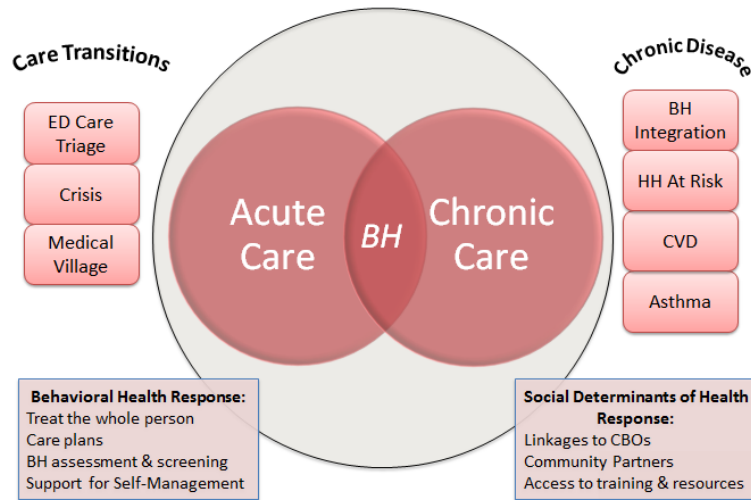 Care Transitions
ED Care
Triage
Crisis
Medical
Village
Acute
Care
BH
Chronic
Care
Chronic Disease
BH
Integration
HH At Risk
CVD
Asthma
Behavioral Health Response:
Treat the whole person
Care plans
BH assessment & screening
Support for Self-Management
Social Determinants of Health
Response:
Linkages to CBOs
Community Partners
Access to training & resources